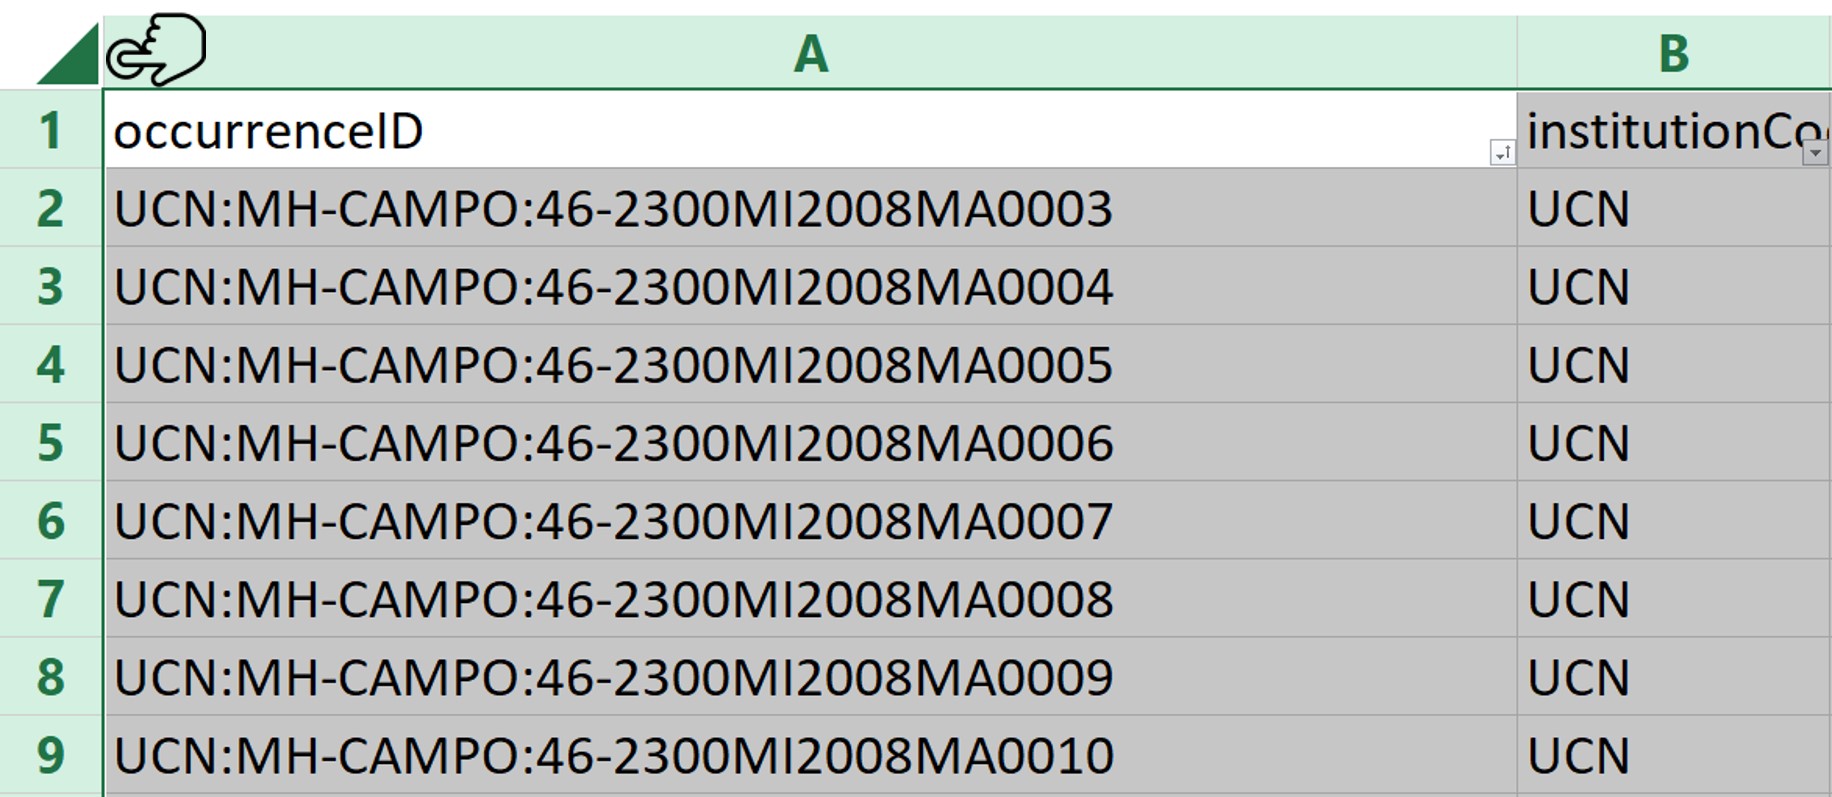 A B
1 occurrenceID institutionCo
2 UCN:MH-CAMPO:46-2300MI2008MA0003 UCN
3 UCN:MH-CAMPO:46-2300MI2008MA0004 UCN
4 UCN:MH-CAMPO:46-2300MI2008MA0005 UCN
5 UCN:MH-CAMPO:46-2300MI2008MA0006 UCN
6 UCN:MH-CAMPO:46-2300MI2008MA0007 UCN
7 UCN:MH-CAMPO:46-2300MI2008MA0008 UCN
8 UCN:MH-CAMPO:46-2300MI2008MA0009 UCN
9 UCN:MH-CAMPO:46-2300MI2008MA0010 UCN